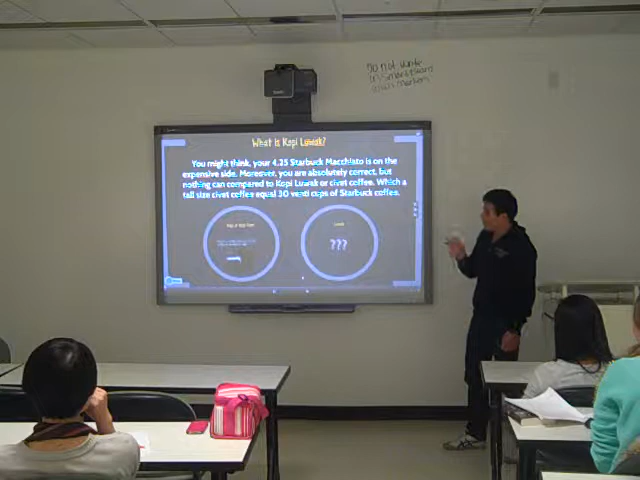 Do not write
on Smartboard
with markers
What is Kopi Luwak?
You might think, your 4.25 Starbuck Macchiato is on the
expensive side. Moreover, you are absolutely correct, but
nothing can compared to Kopi Luwak or civet coffee. Which a
tall size civet coffee equal 30 venti cups of Starbuck coffee.
???